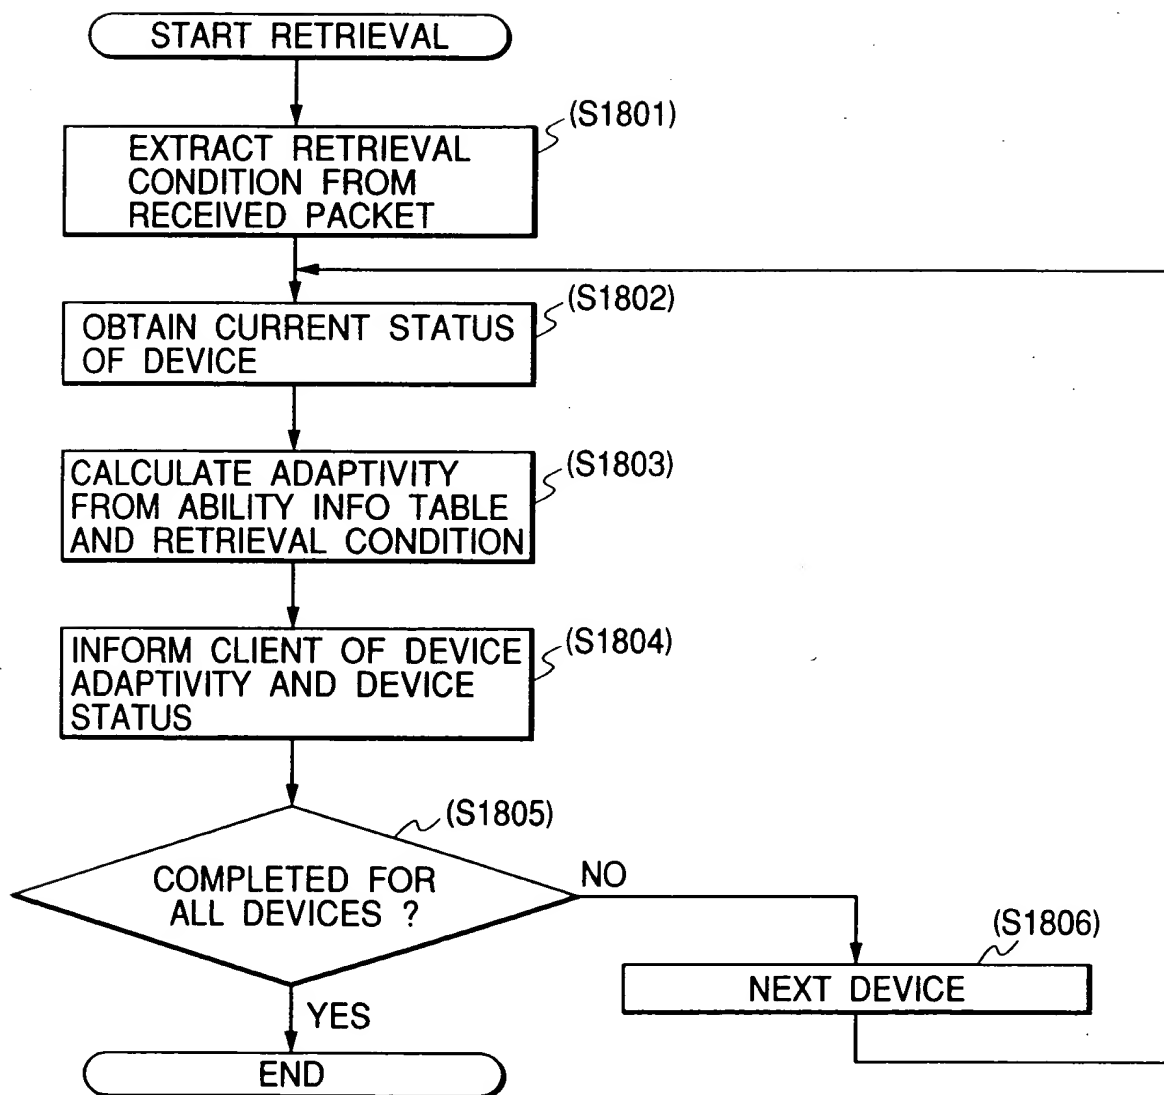 START RETRIEVAL
(S1801)
EXTRACT RETRIEVAL
CONDITION FROM
RECEIVED PACKET
(S1802)
OBTAIN CURRENT STATUS
OF DEVICE
(S1803)
CALCULATE ADAPTIVITY
FROM ABILITY INFO TABLE
AND RETRIEVAL CONDITION
(S1804)
INFORM CLIENT OF DEVICE
ADAPTIVITY AND DEVICE
STATUS
(S1805)
COMPLETED FOR
ALL DEVICES ?
NO
(S1806)
NEXT DEVICE
YES
END